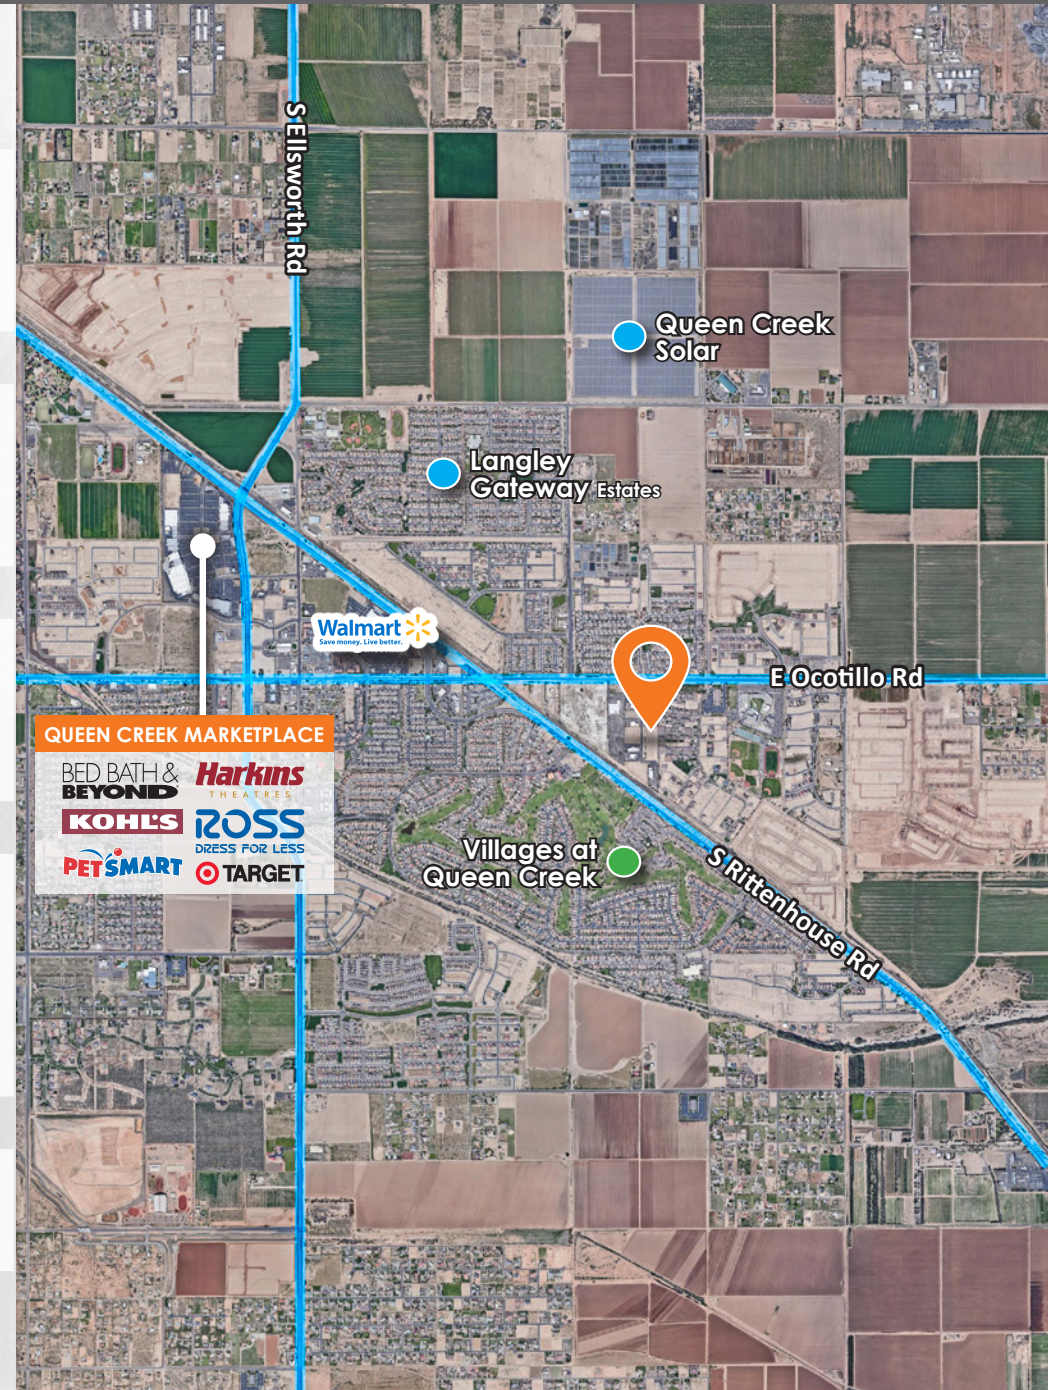 S Ellsworth Rd
Queen Creek
Solar
Langley
Gateway Estates
Walmart
Save money. Live better.
E Ocotillo Rd
QUEEN CREEK MARKETPLACE
BED BATH &
BEYOND
Harkins
THEATRES
KOHL'S
ROSS
DRESS FOR LESS
PETSMART
TARGET
Villages at
Queen Creek
S Rittenhouse Rd